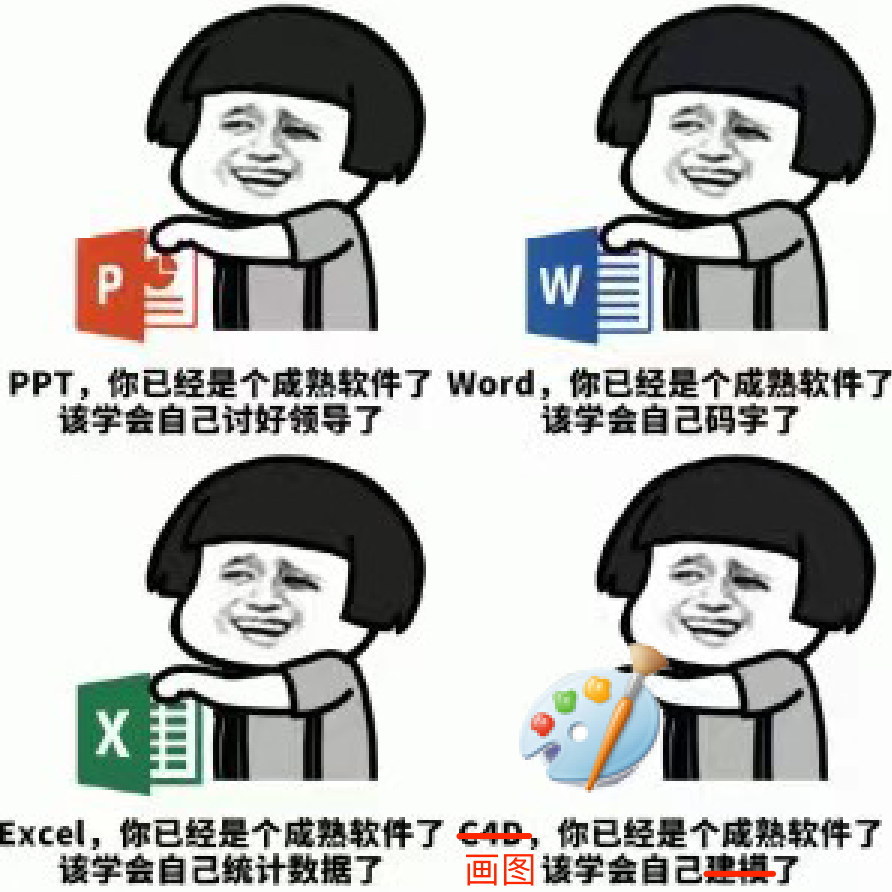 P
W
PPT，你已经是个成熟软件了
该学会自己讨好领导了
Word，你已经是个成熟软件了
该学会自己码字了
X
Excel，你已经是个成熟软件了
该学会自己统计数据了
C4D，你已经是个成熟软件了
画图
该学会自己建模了